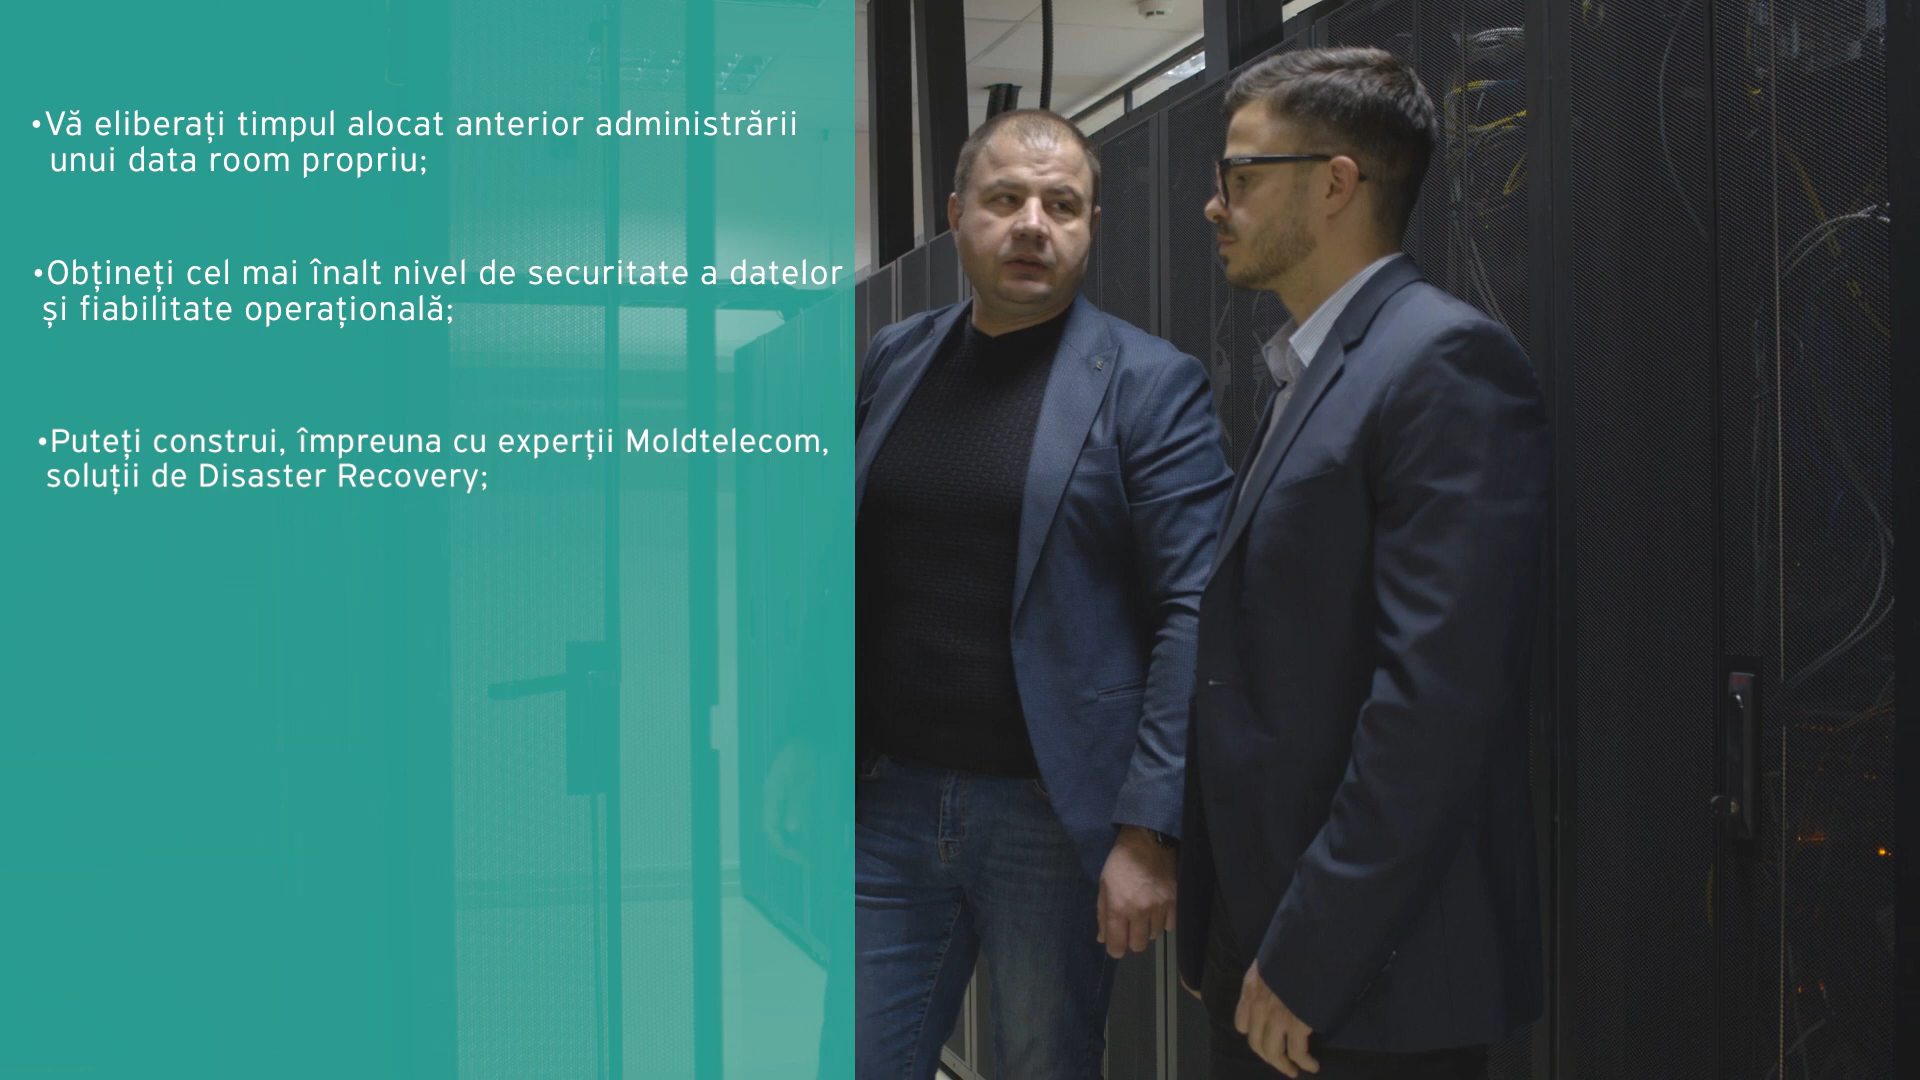 •Vă eliberați timpul alocat anterior administrării
unui data room propriu;
•Obțineți cel mai înalt nivel de securitate a datelor
și fiabilitate operațională;
•Puteți construi, împreuna cu experții Moldtelecom,
soluții de Disaster Recovery;